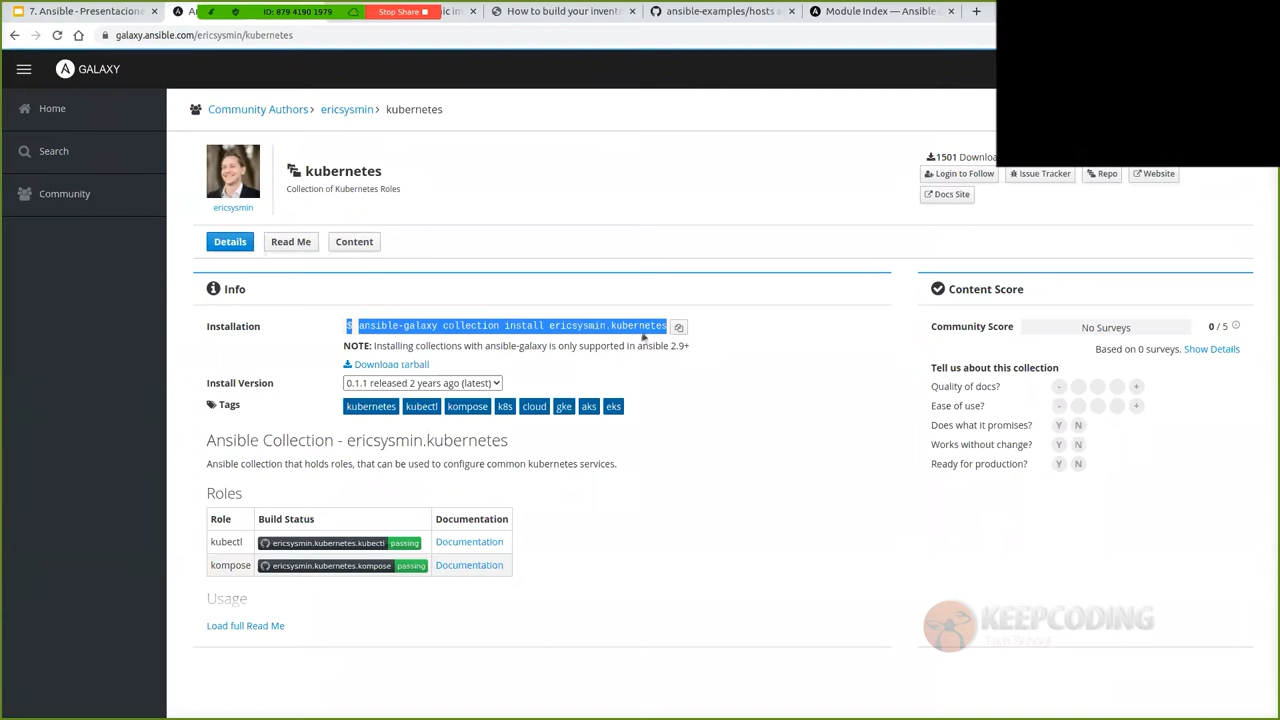 7. Ansible - Presentacione
ID: 879 4190 1979
Stop Share
How to build your invento
ansible-examples/hosts a
Module Index — Ansible
galaxy.ansible.com/ericsysmin/kubernetes
GALAXY
Home
Search
Community
Community Authors > ericsysmin > kubernetes
ericsysmin
kubernetes
Collection of Kubernetes Roles
1501 Downloa
Login to Follow
Issue Tracker
Repo
Website
Docs Site
Details
Read Me
Content
Info
Installation
$ ansible-galaxy collection install ericsysmin.kubernetes
NOTE: Installing collections with ansible-galaxy is only supported in ansible 2.9+
Download tarball
Install Version
0.1.1 released 2 years ago (latest)
Tags
kubernetes kubectl kompose k8s cloud gke aks eks
Ansible Collection - ericsysmin.kubernetes
Ansible collection that holds roles, that can be used to configure common kubernetes services.
Roles
Role Build Status Documentation
kubectl ericsysmin.kubernetes.kubectl passing Documentation
kompose ericsysmin.kubernetes.kompose passing Documentation
Usage
Load full Read Me
Content Score
Community Score
No Surveys
0 / 5
Based on 0 surveys. Show Details
Tell us about this collection
Quality of docs? - +
Ease of use? - +
Does what it promises? Y N
Works without change? Y N
Ready for production? Y N
KEEPCODING
Tech School